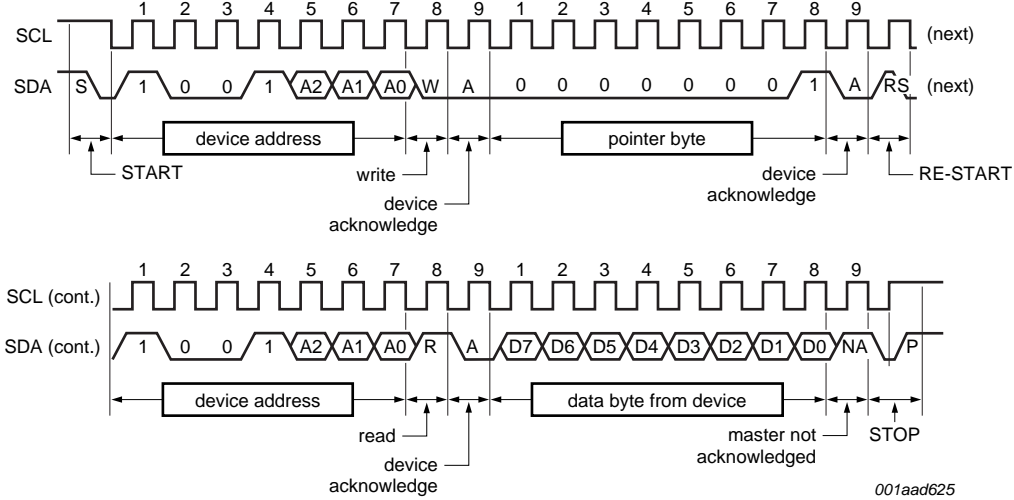 1 2 3 4 5 6 7 8 9 1 2 3 4 5 6 7 8 9
SCL (next)
SDA S 1 0 0 1 A2 A1 A0 W A 0 0 0 0 0 0 0 1 A RS (next)
device address pointer byte
START write device RE-START
device acknowledge
acknowledge
1 2 3 4 5 6 7 8 9 1 2 3 4 5 6 7 8 9
SCL (cont.)
SDA (cont.) 1 0 0 1 A2 A1 A0 R A D7 D6 D5 D4 D3 D2 D1 D0 NA P
device address data byte from device
read master not STOP
device acknowledged
acknowledge
001aad625